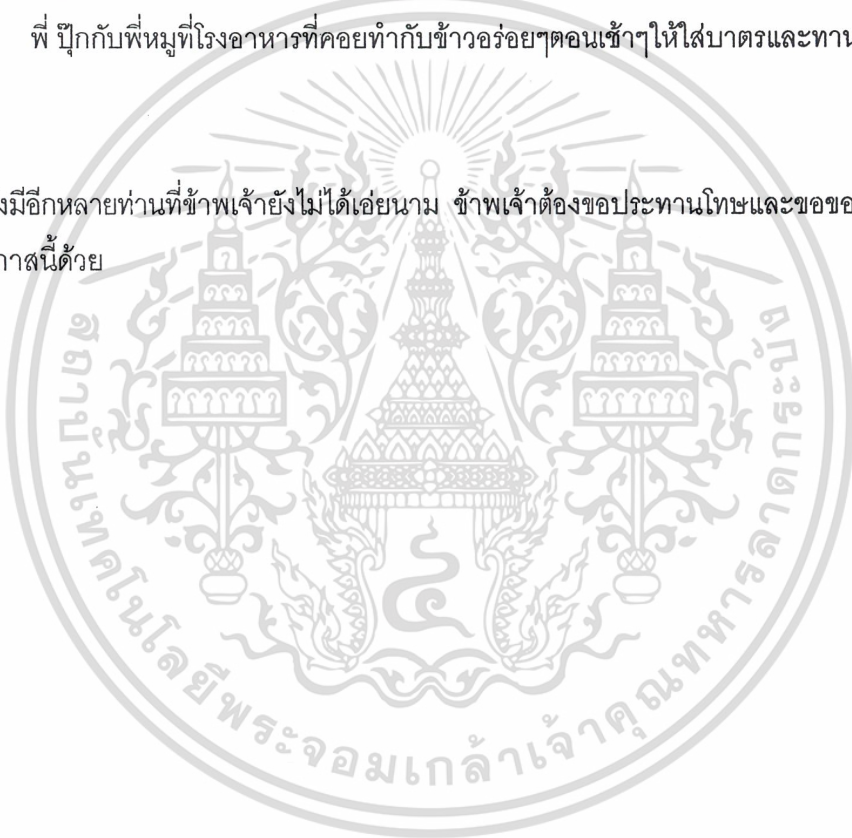 พี่ ปุ๊กกับพี่หมูที่โรงอาหารที่คอยทำกับข้าวอร่อยๆตอนเช้าๆให้ใส่บาตรและทาน
งมีอีกหลายท่านที่ข้าพเจ้ายังไม่ได้เอ่ยนาม ข้าพเจ้าต้องขอประทานโทษและขอขอ
กาสนี้ด้วย
สถาบันเทคโนโลยีพระจอมเกล้าเจ้าคุณทหารลาดกระบัง
๔